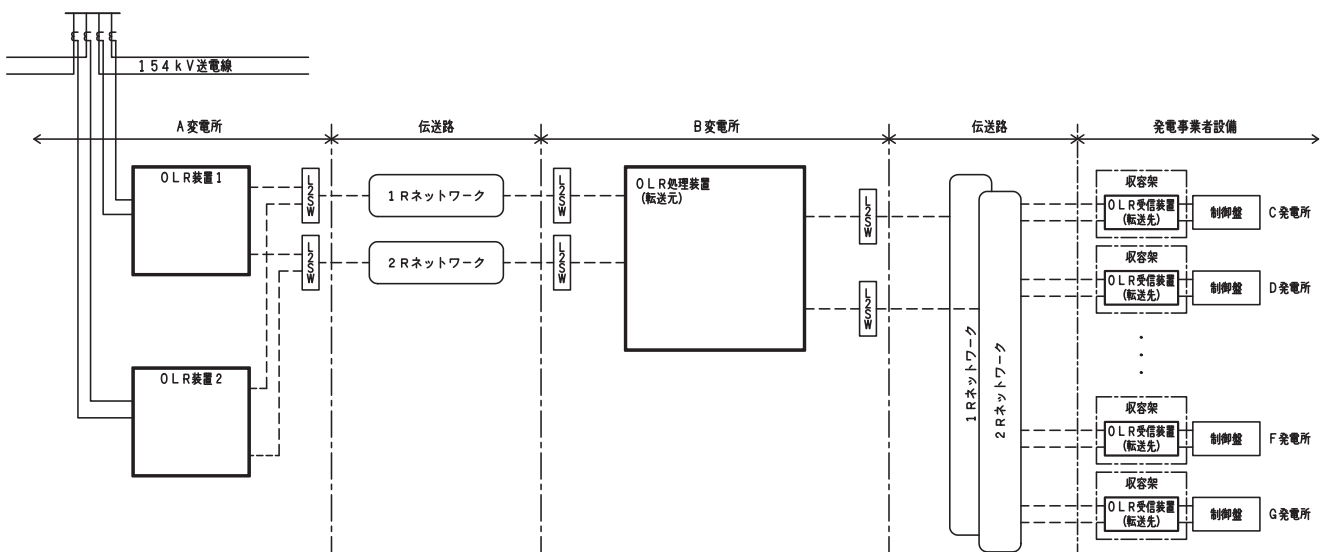 １５４ｋＶ送電線
Ａ変電所
伝送路
Ｂ変電所
伝送路
発電事業者設備
ＯＬＲ装置１
Ｌ２ＳＷ
１Ｒネットワーク
Ｌ２ＳＷ
ＯＬＲ処理装置
(転送元)
Ｌ２ＳＷ
収容架
ＯＬＲ受信装置
(転送先)
制御盤
Ｃ発電所
Ｌ２ＳＷ
２Ｒネットワーク
Ｌ２ＳＷ
Ｌ２ＳＷ
収容架
ＯＬＲ受信装置
(転送先)
制御盤
Ｄ発電所
ＯＬＲ装置２
１Ｒネットワーク
２Ｒネットワーク
収容架
ＯＬＲ受信装置
(転送先)
制御盤
Ｆ発電所
収容架
ＯＬＲ受信装置
(転送先)
制御盤
Ｇ発電所